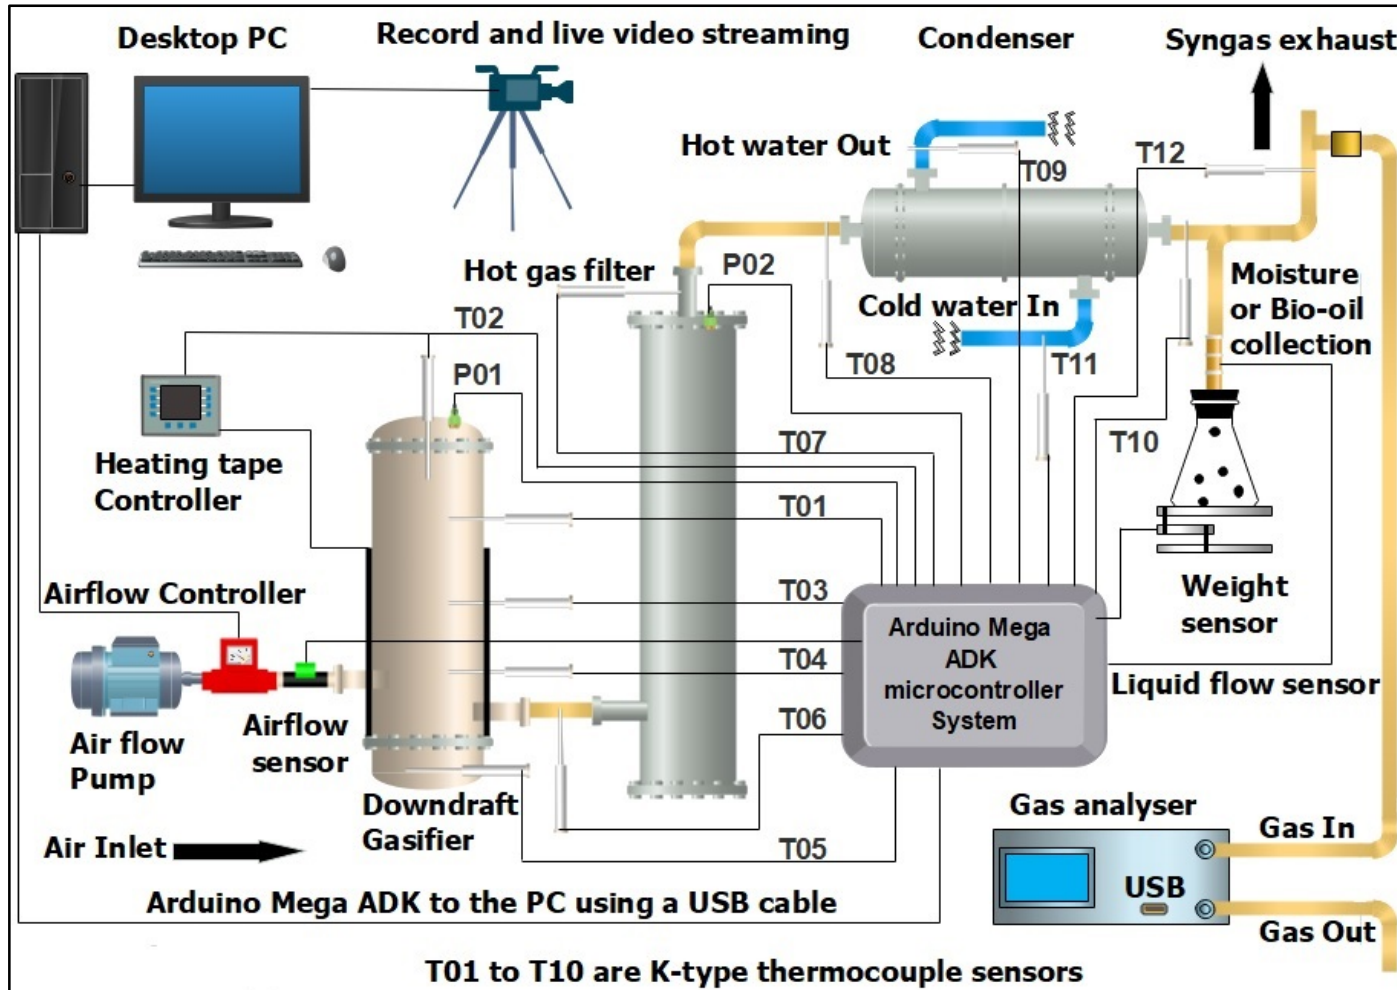 Desktop PC
Record and live video streaming
Condenser
Syngas exhaust
Hot water Out
T12
T09
Hot gas filter
P02
Moisture
or Bio-oil
collection
Cold water In
T02
T08
T11
P01
T07
T10
Heating tape
Controller
T01
Airflow Controller
T03
Weight
sensor
Arduino Mega
ADK
microcontroller
System
T04
Liquid flow sensor
T06
Air flow
Pump
Airflow
sensor
Downdraft
Gasifier
Gas analyser
Gas In
Air Inlet
T05
USB
Arduino Mega ADK to the PC using a USB cable
Gas Out
T01 to T10 are K-type thermocouple sensors